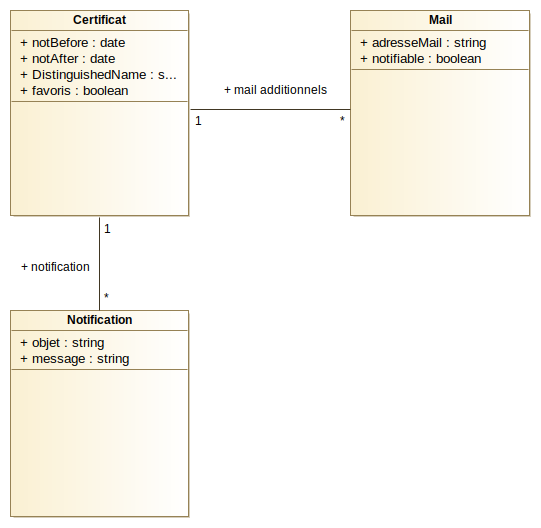 Certificat
+ notBefore : date
+ notAfter : date
+ DistinguishedName : s...
+ favoris : boolean
Mail
+ adresseMail : string
+ notifiable : boolean
+ mail additionnels
1
*
1
+ notification
*
Notification
+ objet : string
+ message : string